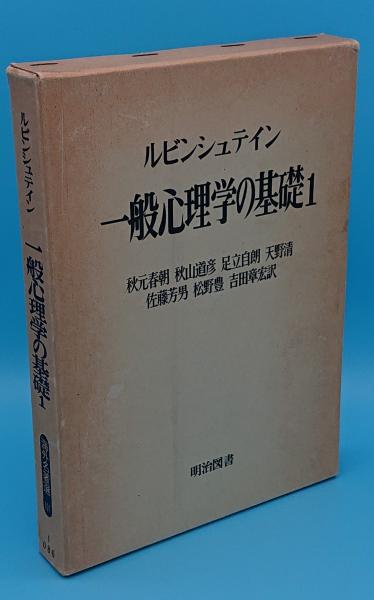 ルビンシュテイン
一般心理学の基礎1
秋元春朝 秋山道彦 足立自朗 天野清
佐藤芳男 松野豊 吉田章宏訳
明治図書
ルビンシュテイン
一般心理学の基礎1